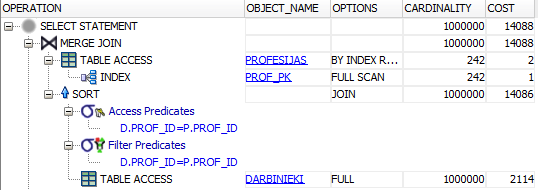 OPERATION OBJECT_NAME OPTIONS CARDINALITY COST
SELECT STATEMENT 1000000 14088
MERGE JOIN 1000000 14088
TABLE ACCESS PROFESIJAS BY INDEX R... 242 2
INDEX PROF_PK FULL SCAN 242 1
SORT JOIN 1000000 14086
Access Predicates
D.PROF_ID=P.PROF_ID
Filter Predicates
D.PROF_ID=P.PROF_ID
TABLE ACCESS DARBINIEKI FULL 1000000 2114